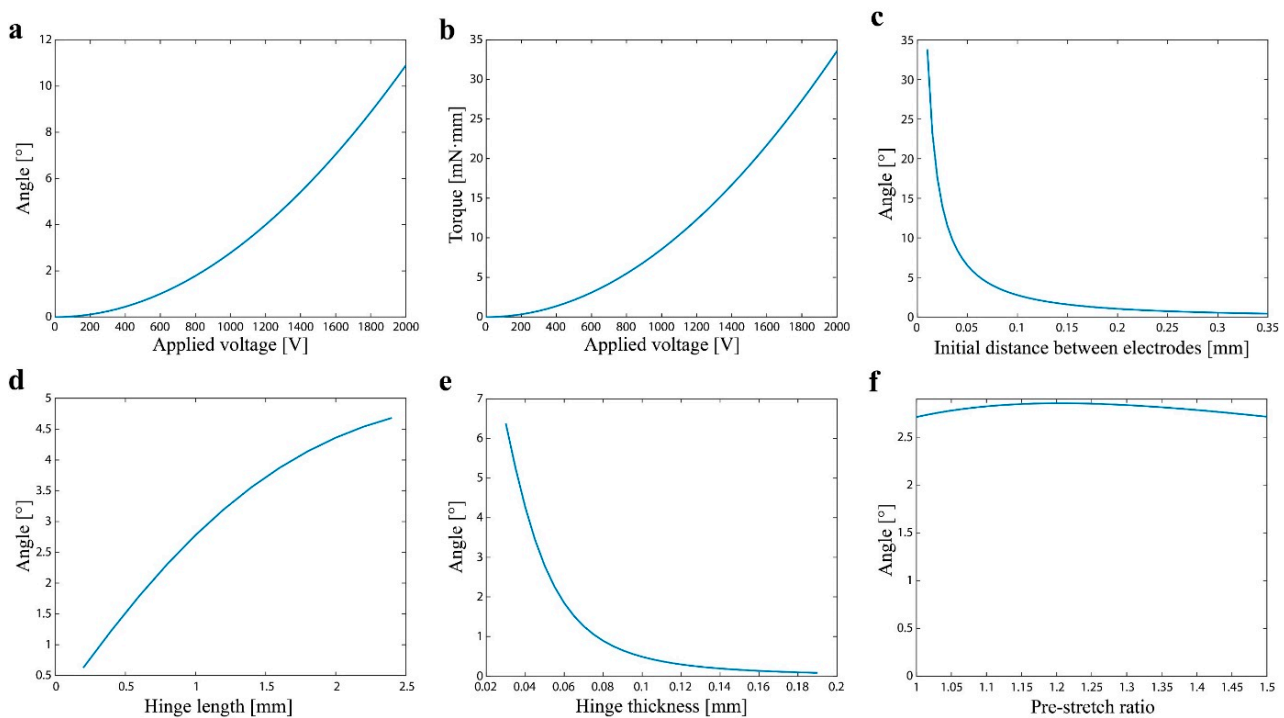 a
12
10
8
6
4
2
0
Angle [°]
0 200 400 600 800 1000 1200 1400 1600 1800 2000
Applied voltage [V]
b
35
30
25
20
15
10
5
0
Torque [mN·mm]
0 200 400 600 800 1000 1200 1400 1600 1800 2000
Applied voltage [V]
c
35
30
25
20
15
10
5
0
Angle [°]
0 0.05 0.1 0.15 0.2 0.25 0.3 0.35
Initial distance between electrodes [mm]
d
5
4.5
4
3.5
3
2.5
2
1.5
1
0.5
Angle [°]
0 0.5 1 1.5 2 2.5
Hinge length [mm]
e
7
6
5
4
3
2
1
0
Angle [°]
0.02 0.04 0.06 0.08 0.1 0.12 0.14 0.16 0.18 0.2
Hinge thickness [mm]
f
2.5
2
1.5
1
0.5
0
Angle [°]
1 1.05 1.1 1.15 1.2 1.25 1.3 1.35 1.4 1.45 1.5
Pre-stretch ratio